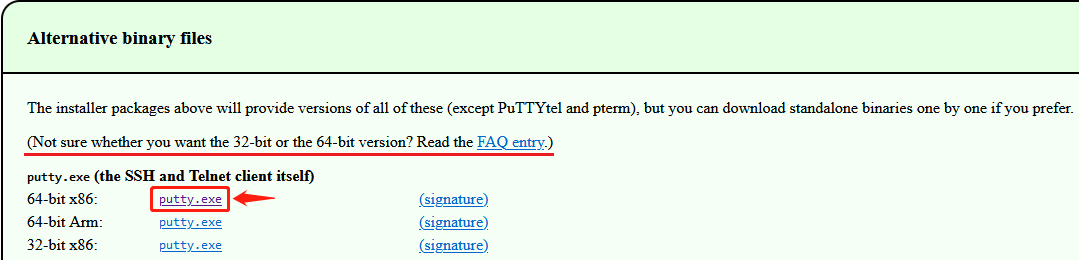 Alternative binary files
The installer packages above will provide versions of all of these (except PuTTYtel and pterm), but you can download standalone binaries one by one if you prefer.
(Not sure whether you want the 32-bit or the 64-bit version? Read the FAQ entry.)
putty.exe (the SSH and Telnet client itself)
64-bit x86: putty.exe (signature)
64-bit Arm: putty.exe (signature)
32-bit x86: putty.exe (signature)